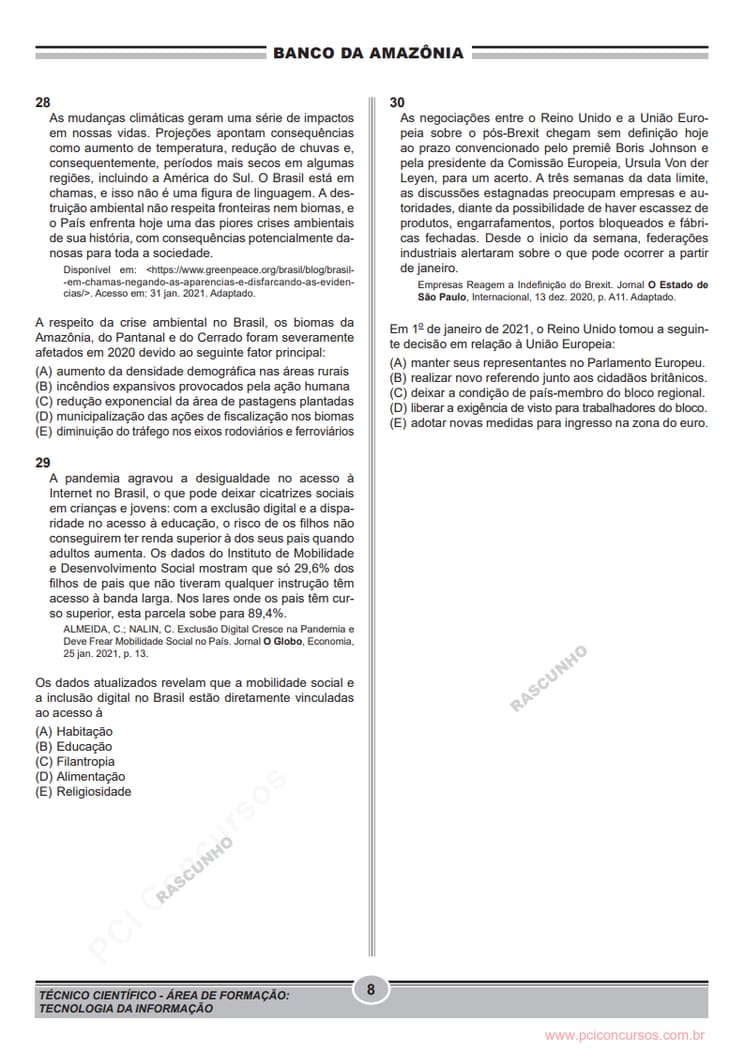 BANCO DA AMAZÔNIA
28
As mudanças climáticas geram uma série de impactos
em nossas vidas. Projeções apontam consequências
como aumento de temperatura, redução de chuvas e,
consequentemente, períodos mais secos em algumas
regiões, incluindo a América do Sul. O Brasil está em
chamas, e isso não é uma figura de linguagem. A des-
truição ambiental não respeita fronteiras nem biomas, e
o País enfrenta hoje uma das piores crises ambientais
de sua história, com consequências potencialmente da-
nosas para toda a sociedade.
Disponível em: <https://www.greenpeace.org/brasil/blog/brasil-
-em-chamas-negando-as-aparencias-e-disfarcando-as-eviden-
cias/>. Acesso em: 31 jan. 2021. Adaptado.
A respeito da crise ambiental no Brasil, os biomas da
Amazônia, do Pantanal e do Cerrado foram severamente
afetados em 2020 devido ao seguinte fator principal:
(A) aumento da densidade demográfica nas áreas rurais
(B) incêndios expansivos provocados pela ação humana
(C) redução exponencial da área de pastagens plantadas
(D) municipalização das ações de fiscalização nos biomas
(E) diminuição do tráfego nos eixos rodoviários e ferroviários
29
A pandemia agravou a desigualdade no acesso à
Internet no Brasil, o que pode deixar cicatrizes sociais
em crianças e jovens: com a exclusão digital e a dispa-
ridade no acesso à educação, o risco de os filhos não
conseguirem ter renda superior à dos seus pais quando
adultos aumenta. Os dados do Instituto de Mobilidade
e Desenvolvimento Social mostram que só 29,6% dos
filhos de pais que não tiveram qualquer instrução têm
acesso à banda larga. Nos lares onde os pais têm cur-
so superior, esta parcela sobe para 89,4%.
ALMEIDA, C.; NALIN, C. Exclusão Digital Cresce na Pandemia e
Deve Frear Mobilidade Social no País. Jornal O Globo, Economia,
25 jan. 2021, p. 13.
Os dados atualizados revelam que a mobilidade social e
a inclusão digital no Brasil estão diretamente vinculadas
ao acesso à
(A) Habitação
(B) Educação
(C) Filantropia
(D) Alimentação
(E) Religiosidade
PCI Concursos
RASCUNHO
30
As negociações entre o Reino Unido e a União Euro-
peia sobre o pós-Brexit chegam sem definição hoje
ao prazo convencionado pelo premiê Boris Johnson e
pela presidente da Comissão Europeia, Ursula Von der
Leyen, para um acerto. A três semanas da data limite,
as discussões estagnadas preocupam empresas e au-
toridades, diante da possibilidade de haver escassez de
produtos, engarrafamentos, portos bloqueados e fábri-
cas fechadas. Desde o inicio da semana, federações
industriais alertaram sobre o que pode ocorrer a partir
de janeiro.
Empresas Reagem a Indefinição do Brexit. Jornal O Estado de
São Paulo, Internacional, 13 dez. 2020, p. A11. Adaptado.
Em 1º de janeiro de 2021, o Reino Unido tomou a seguin-
te decisão em relação à União Europeia:
(A) manter seus representantes no Parlamento Europeu.
(B) realizar novo referendo junto aos cidadãos britânicos.
(C) deixar a condição de país-membro do bloco regional.
(D) liberar a exigência de visto para trabalhadores do bloco.
(E) adotar novas medidas para ingresso na zona do euro.
RASCUNHO
TÉCNICO CIENTÍFICO - ÁREA DE FORMAÇÃO:
TECNOLOGIA DA INFORMAÇÃO
8
www.pciconcursos.com.br